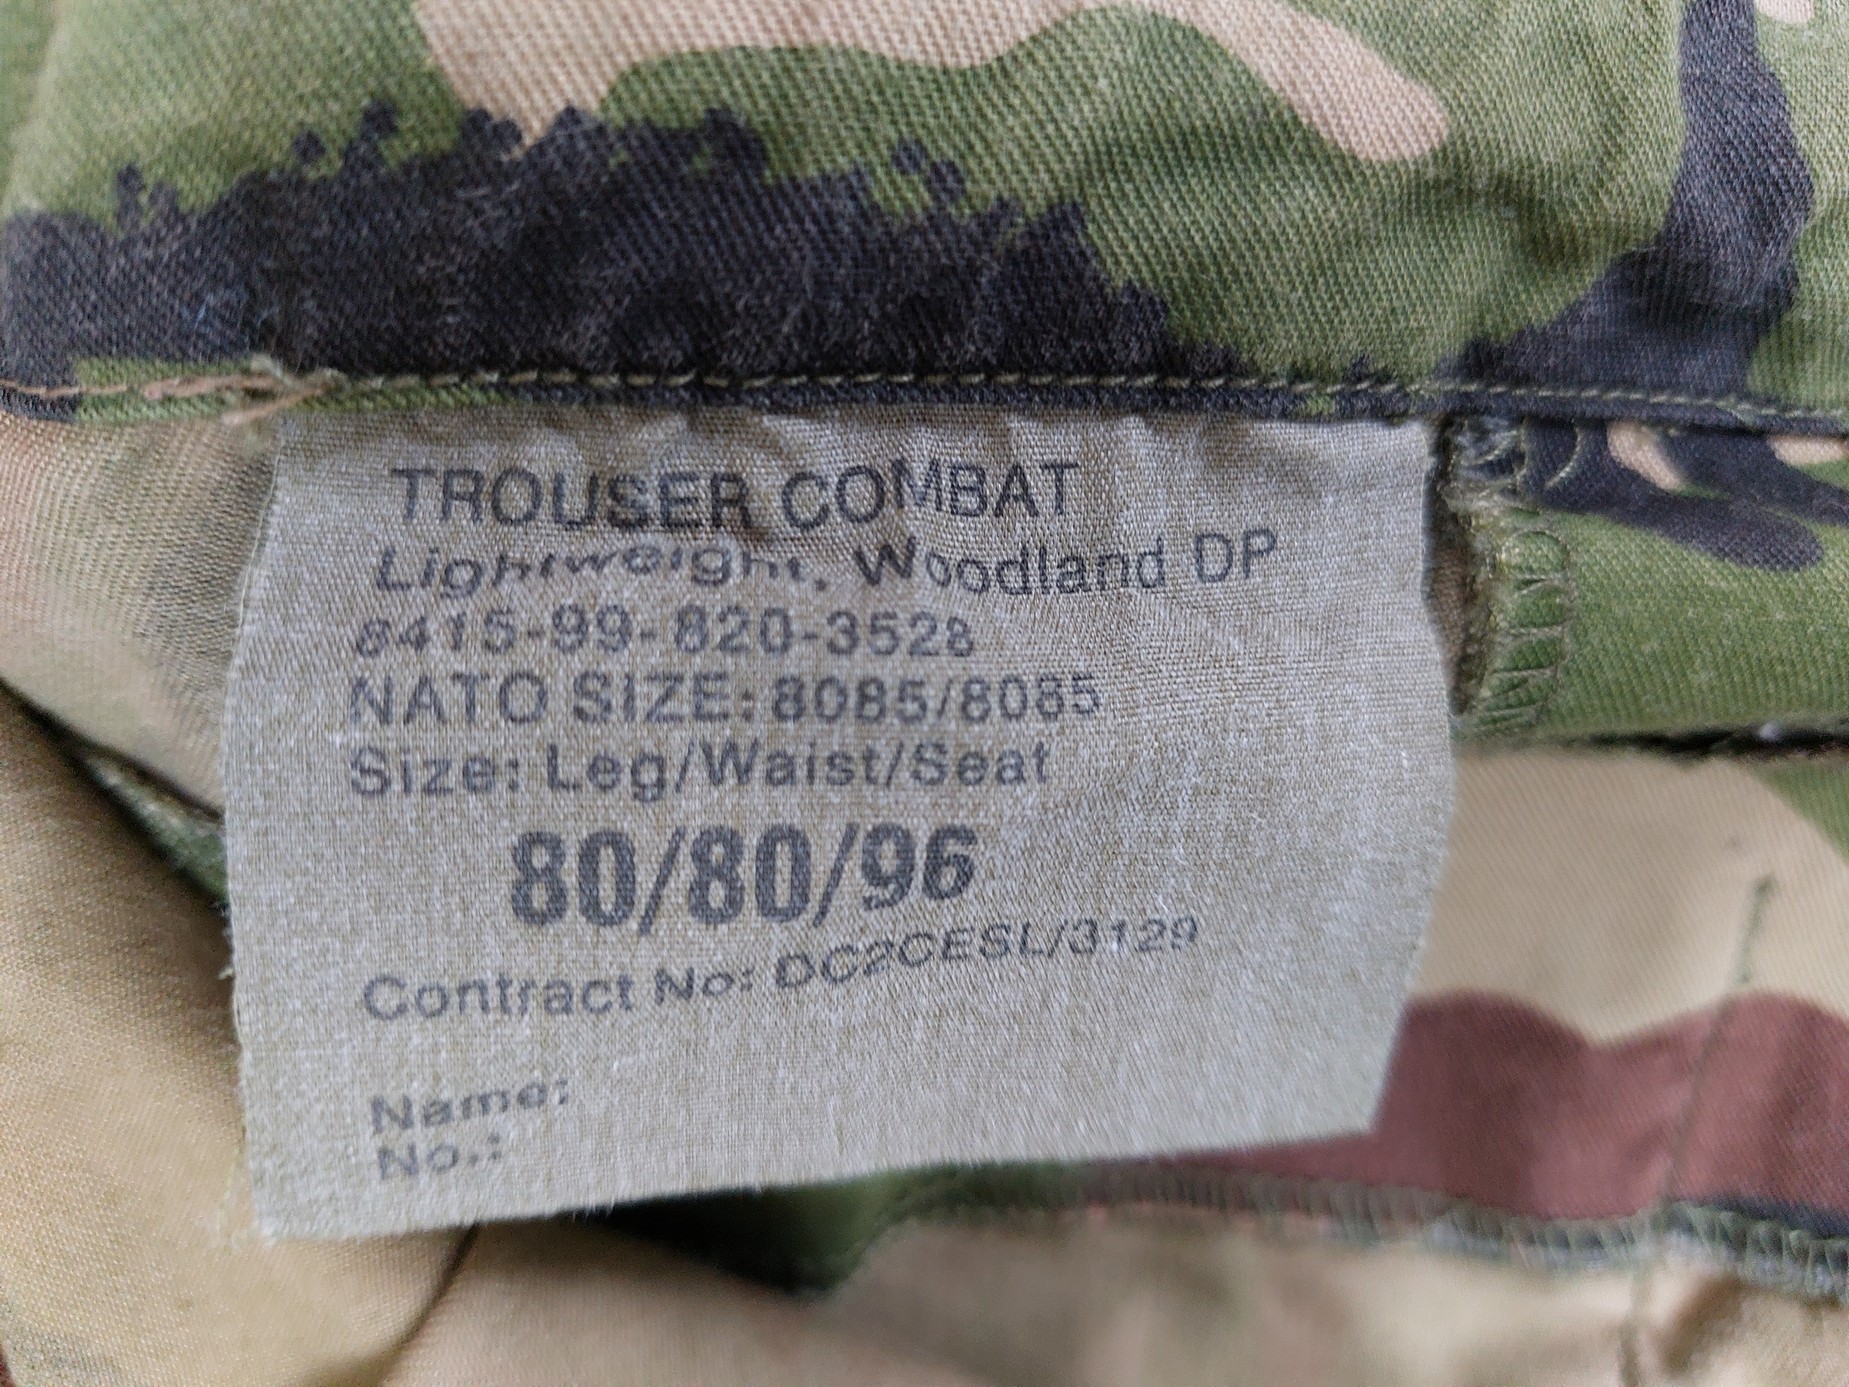 TROUSER COMBAT
Lightweight, Woodland DP
8415-99-820-3528
NATO SIZE: 8085/8085
Size: Leg/Waist/Seat
80/80/96
Contract No: DC2CESL/3129
Name:
No.: